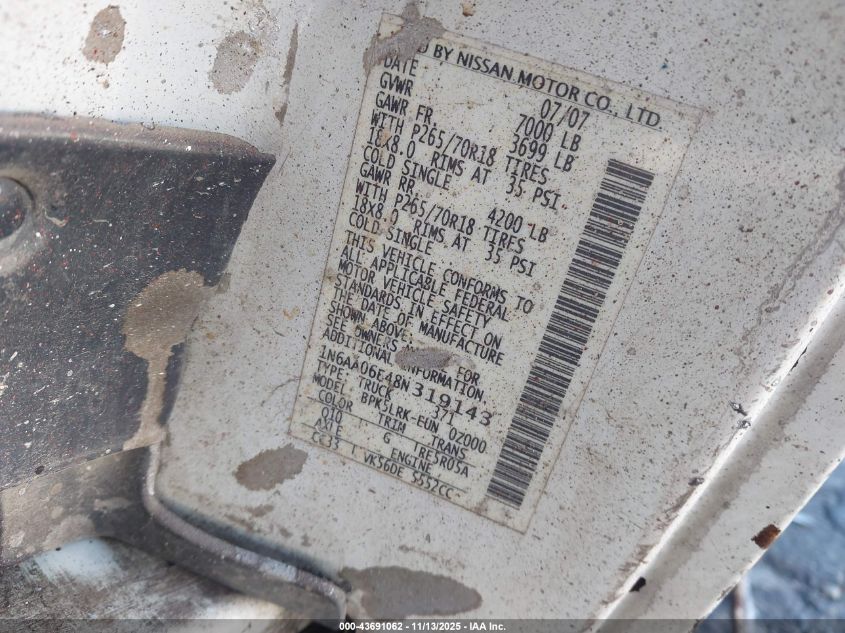 D BY NISSAN MOTOR CO., LTD.
DATE 07/07
GVWR 7000 LB
GAWR FR. 3699 LB
WITH P265/70R18 TIRES
18X8.0 RIMS AT 35 PSI
COLD SINGLE
GAWR RR. 4200 LB
WITH P265/70R18 TIRES
18X8.0 RIMS AT 35 PSI
COLD SINGLE
THIS VEHICLE CONFORMS TO
ALL APPLICABLE FEDERAL
MOTOR VEHICLE SAFETY
STANDARDS IN EFFECT ON
THE DATE OF MANUFACTURE
SHOWN ABOVE.
SEE OWNERS FOR
ADDITIONAL INFORMATION
1N6AA06E48N319143
TYPE: TRUCK 371
MODEL BPK5LRK-EUN 0Z000
COLOR TRIM TRANS
Q10 G RE5R05A
AXLE ENGINE
CC35 VK56DE 5552CC
000-43691062 - 11/13/2025 - IAA Inc.